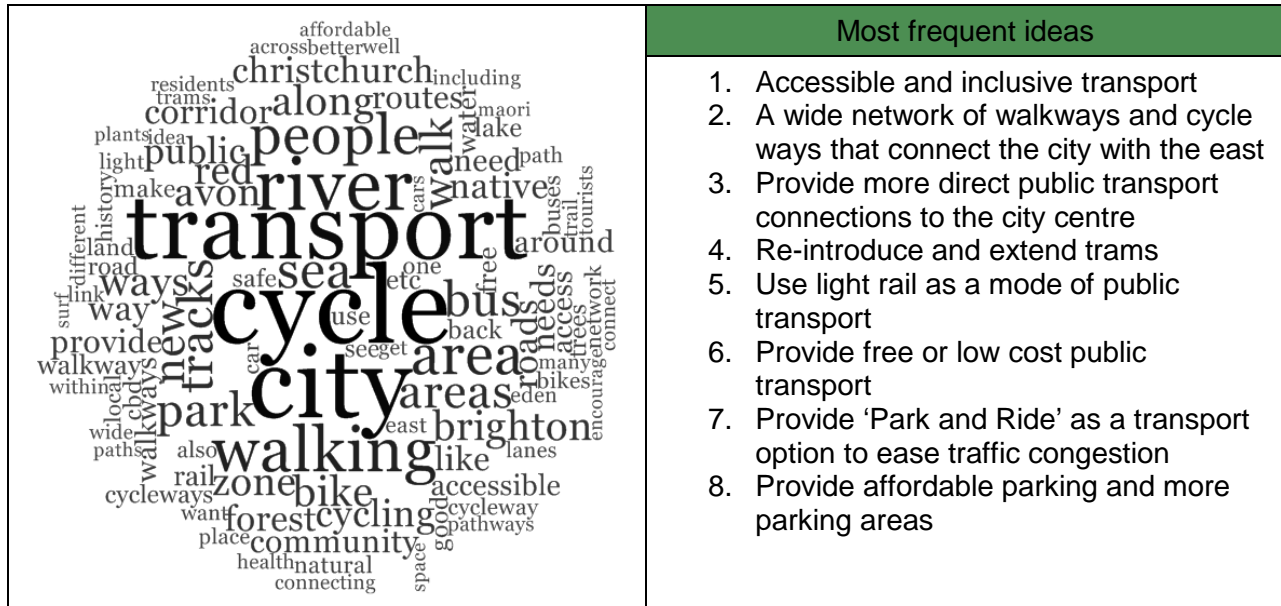 affordable
across better well
christchurch including
residents
trams
corridor along routes water maori
plants idea public people walk lake
light red need path
history make avon river cars native buses trail tourists
different land transport around
road
surf link ways safe sea etc one free
way tracks cycle use bus needs access trees network connect
provide new back roads
walkways car see get area many
within local cbd city areas bikes encourage
walkways park eden
wide east brighton
paths also walking like lanes
rail zone bike accessible
cycleways want forest cycling good cycleway
place community pathways
health natural space
connecting
Most frequent ideas
1. Accessible and inclusive transport
2. A wide network of walkways and cycle
ways that connect the city with the east
3. Provide more direct public transport
connections to the city centre
4. Re-introduce and extend trams
5. Use light rail as a mode of public
transport
6. Provide free or low cost public
transport
7. Provide ‘Park and Ride’ as a transport
option to ease traffic congestion
8. Provide affordable parking and more
parking areas